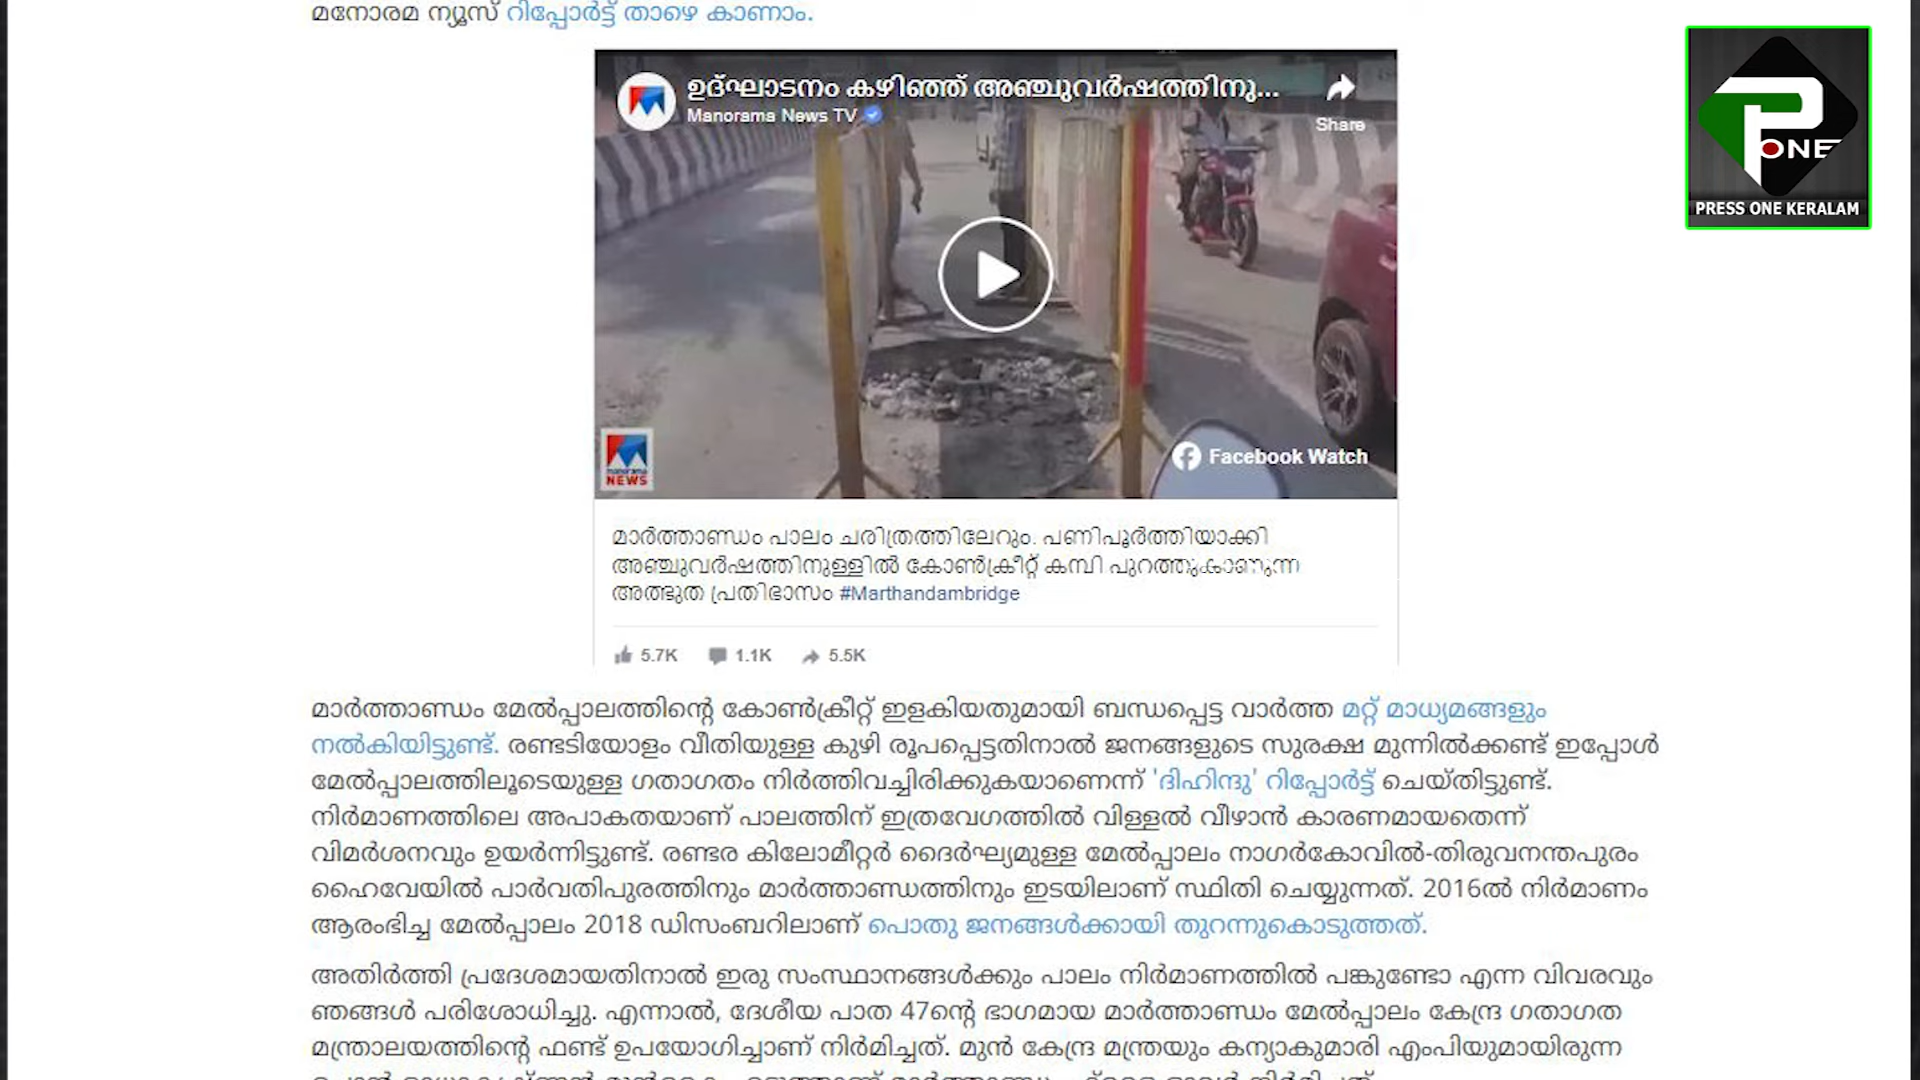 മനോരമ ന്യൂസ് റിപ്പോർട്ട് താഴെ കാണാം.
ഉദ്ഘാടനം കഴിഞ്ഞ് അഞ്ചുവർഷത്തിനു...
Manorama News TV
Share
PONE
PRESS ONE KERALAM
manorama
NEWS
Facebook Watch
മാർത്താണ്ഡം പാലം ചരിത്രത്തിലേറും. പണിപൂർത്തിയാക്കി
അഞ്ചുവർഷത്തിനുള്ളിൽ കോൺക്രീറ്റ് കമ്പി പുറത്തുകാണുന്ന
അത്ഭുത പ്രതിഭാസം #Marthandambridge
5.7K 1.1K 5.5K
മാർത്താണ്ഡം മേൽപ്പാലത്തിന്റെ കോൺക്രീറ്റ് ഇളകിയതുമായി ബന്ധപ്പെട്ട വാർത്ത മറ്റ് മാധ്യമങ്ങളും
നൽകിയിട്ടുണ്ട്. രണ്ടടിയോളം വീതിയുള്ള കുഴി രൂപപ്പെട്ടതിനാൽ ജനങ്ങളുടെ സുരക്ഷ മുന്നിൽക്കണ്ട് ഇപ്പോൾ
മേൽപ്പാലത്തിലൂടെയുള്ള ഗതാഗതം നിർത്തിവച്ചിരിക്കുകയാണെന്ന് 'ദിഹിന്ദു' റിപ്പോർട്ട് ചെയ്തിട്ടുണ്ട്.
നിർമാണത്തിലെ അപാകതയാണ് പാലത്തിന് ഇത്രവേഗത്തിൽ വിള്ളൽ വീഴാൻ കാരണമായതെന്ന്
വിമർശനവും ഉയർന്നിട്ടുണ്ട്. രണ്ടര കിലോമീറ്റർ ദൈർഘ്യമുള്ള മേൽപ്പാലം നാഗർകോവിൽ-തിരുവനന്തപുരം
ഹൈവേയിൽ പാർവതിപുരത്തിനും മാർത്താണ്ഡത്തിനും ഇടയിലാണ് സ്ഥിതി ചെയ്യുന്നത്. 2016ൽ നിർമാണം
ആരംഭിച്ച മേൽപ്പാലം 2018 ഡിസംബറിലാണ് പൊതു ജനങ്ങൾക്കായി തുറന്നുകൊടുത്തത്.
അതിർത്തി പ്രദേശമായതിനാൽ ഇരു സംസ്ഥാനങ്ങൾക്കും പാലം നിർമാണത്തിൽ പങ്കുണ്ടോ എന്ന വിവരവും
ഞങ്ങൾ പരിശോധിച്ചു. എന്നാൽ, ദേശീയ പാത 47ന്റെ ഭാഗമായ മാർത്താണ്ഡം മേൽപ്പാലം കേന്ദ്ര ഗതാഗത
മന്ത്രാലയത്തിന്റെ ഫണ്ട് ഉപയോഗിച്ചാണ് നിർമിച്ചത്. മുൻ കേന്ദ്ര മന്ത്രയും കന്യാകുമാരി എംപിയുമായിരുന്ന